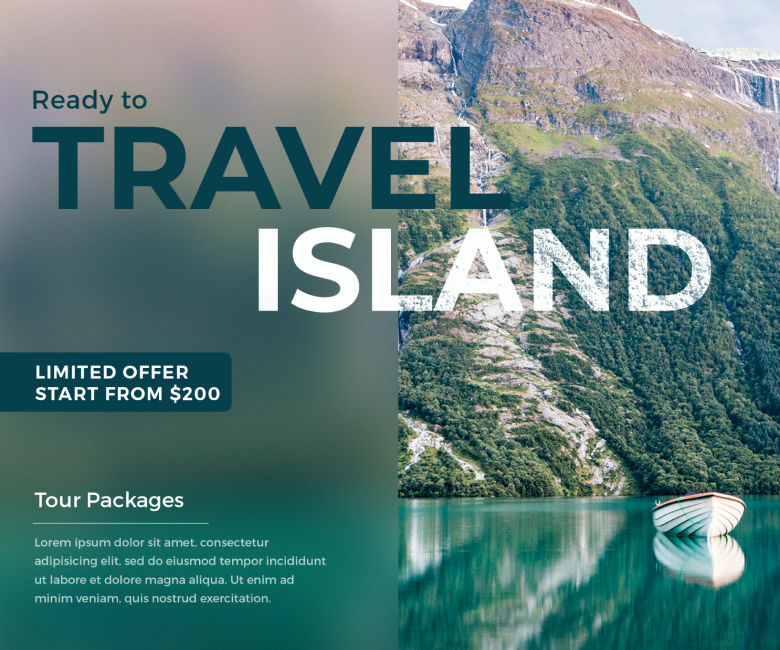 Ready to
TRAVEL
ISLAND
LIMITED OFFER
START FROM $200
Tour Packages
Lorem ipsum dolor sit amet, consectetur
adipisicing elit, sed do eiusmod tempor incididunt
ut labore et dolore magna aliqua. Ut enim ad
minim veniam, quis nostrud exercitation.